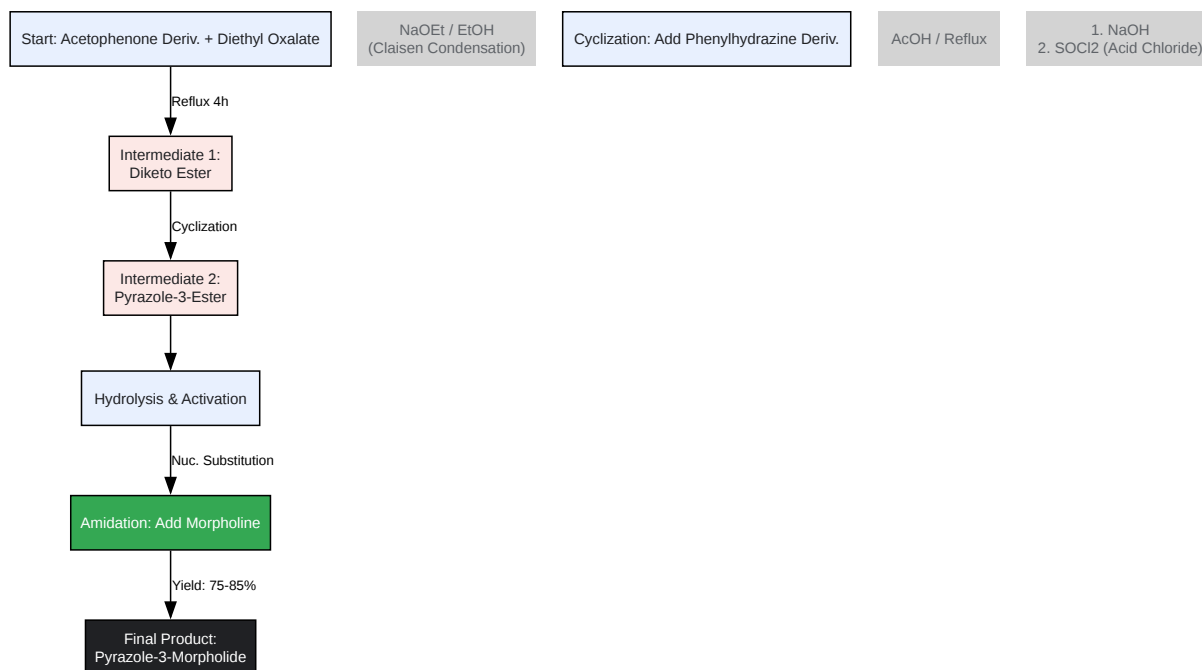 Start: Acetophenone Deriv. + Diethyl Oxalate
NaOEt / EtOH
(Claisen Condensation)
Cyclization: Add Phenylhydrazine Deriv.
AcOH / Reflux
1. NaOH
2. SOCl2 (Acid Chloride)
Reflux 4h
Intermediate 1:
Diketo Ester
Cyclization
Intermediate 2:
Pyrazole-3-Ester
Hydrolysis & Activation
Nuc. Substitution
Amidation: Add Morpholine
Yield: 75-85%
Final Product:
Pyrazole-3-Morpholide